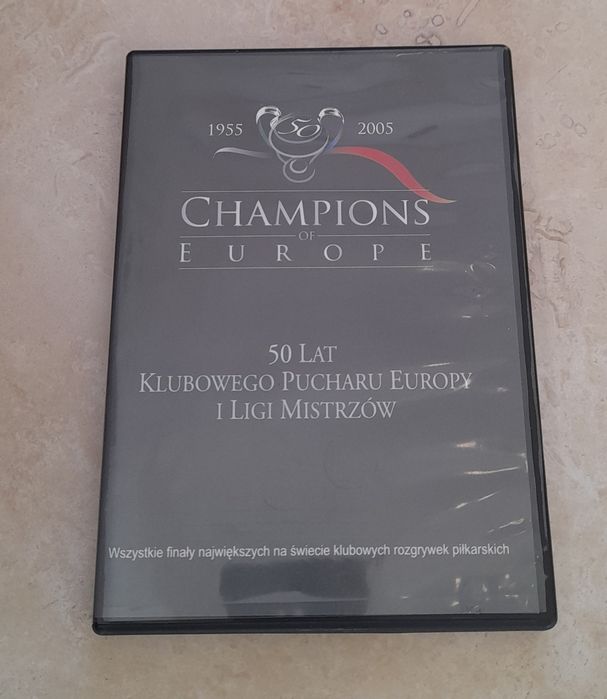 1955 50 2005
CHAMPIONS
OF
EUROPE
50 LAT
KLUBOWEGO PUCHARU EUROPY
I LIGI MISTRZÓW
Wszystkie finały największych na świecie klubowych rozgrywek piłkarskich